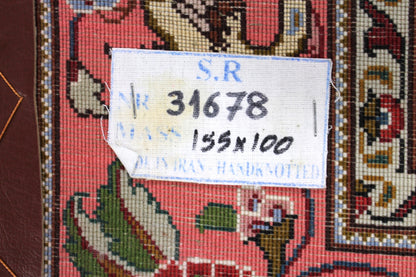 S.R
NR 31678
MASS 155x100
IN IRAN - HANDKNOTTED